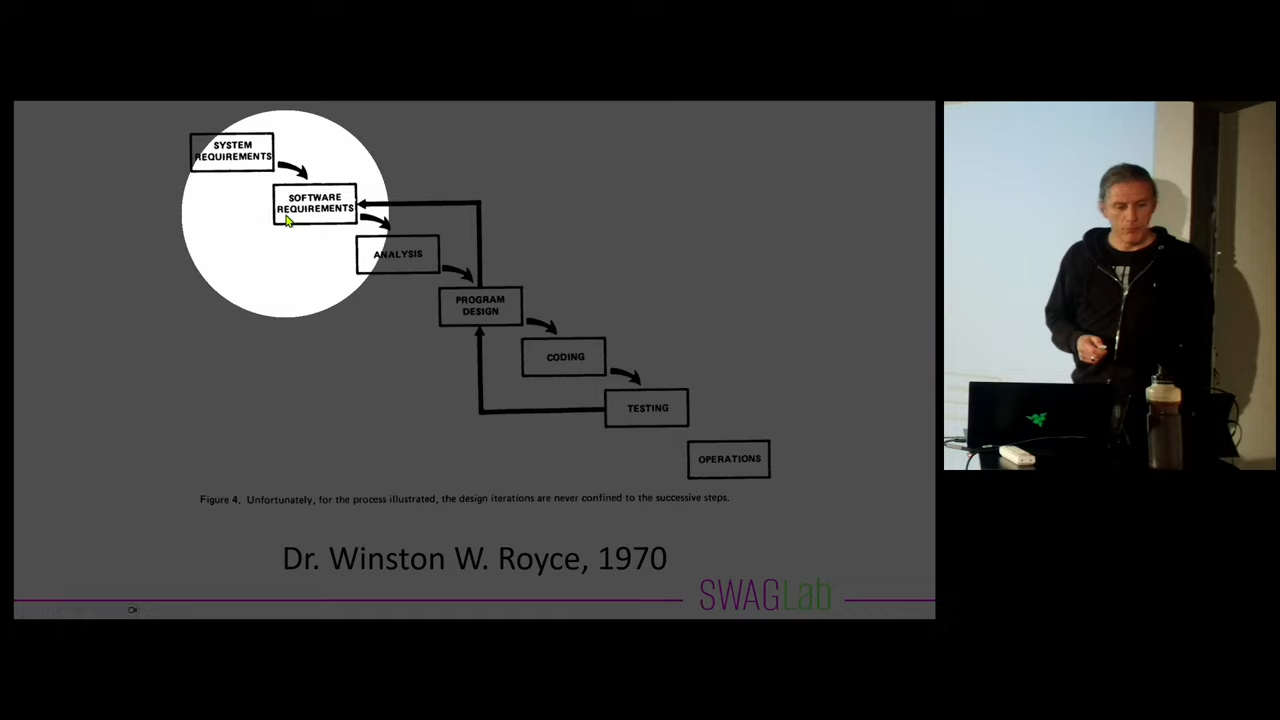 SYSTEM
REQUIREMENTS
SOFTWARE
REQUIREMENTS
ANALYSIS
PROGRAM
DESIGN
CODING
TESTING
OPERATIONS
Figure 4. Unfortunately, for the process illustrated, the design iterations are never confined to the successive steps.
Dr. Winston W. Royce, 1970
SWAGLab